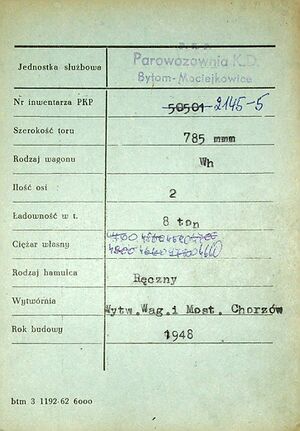 P K P
Jednostka służbowa Parowozownia K.D.
Bytom-Maciejkowice
Nr inwentarza PKP 50501 2145-5
Szerokość toru 785 mmm
Rodzaj wagonu Wh
Ilość osi 2
Ładowność w t. 8 ton
Ciężar własny
4660
Rodzaj hamulca Ręczny
Wytwórnia Wytw.Wag.i Most. Chorzów
Rok budowy 1948
btm 3 1192-62 6000